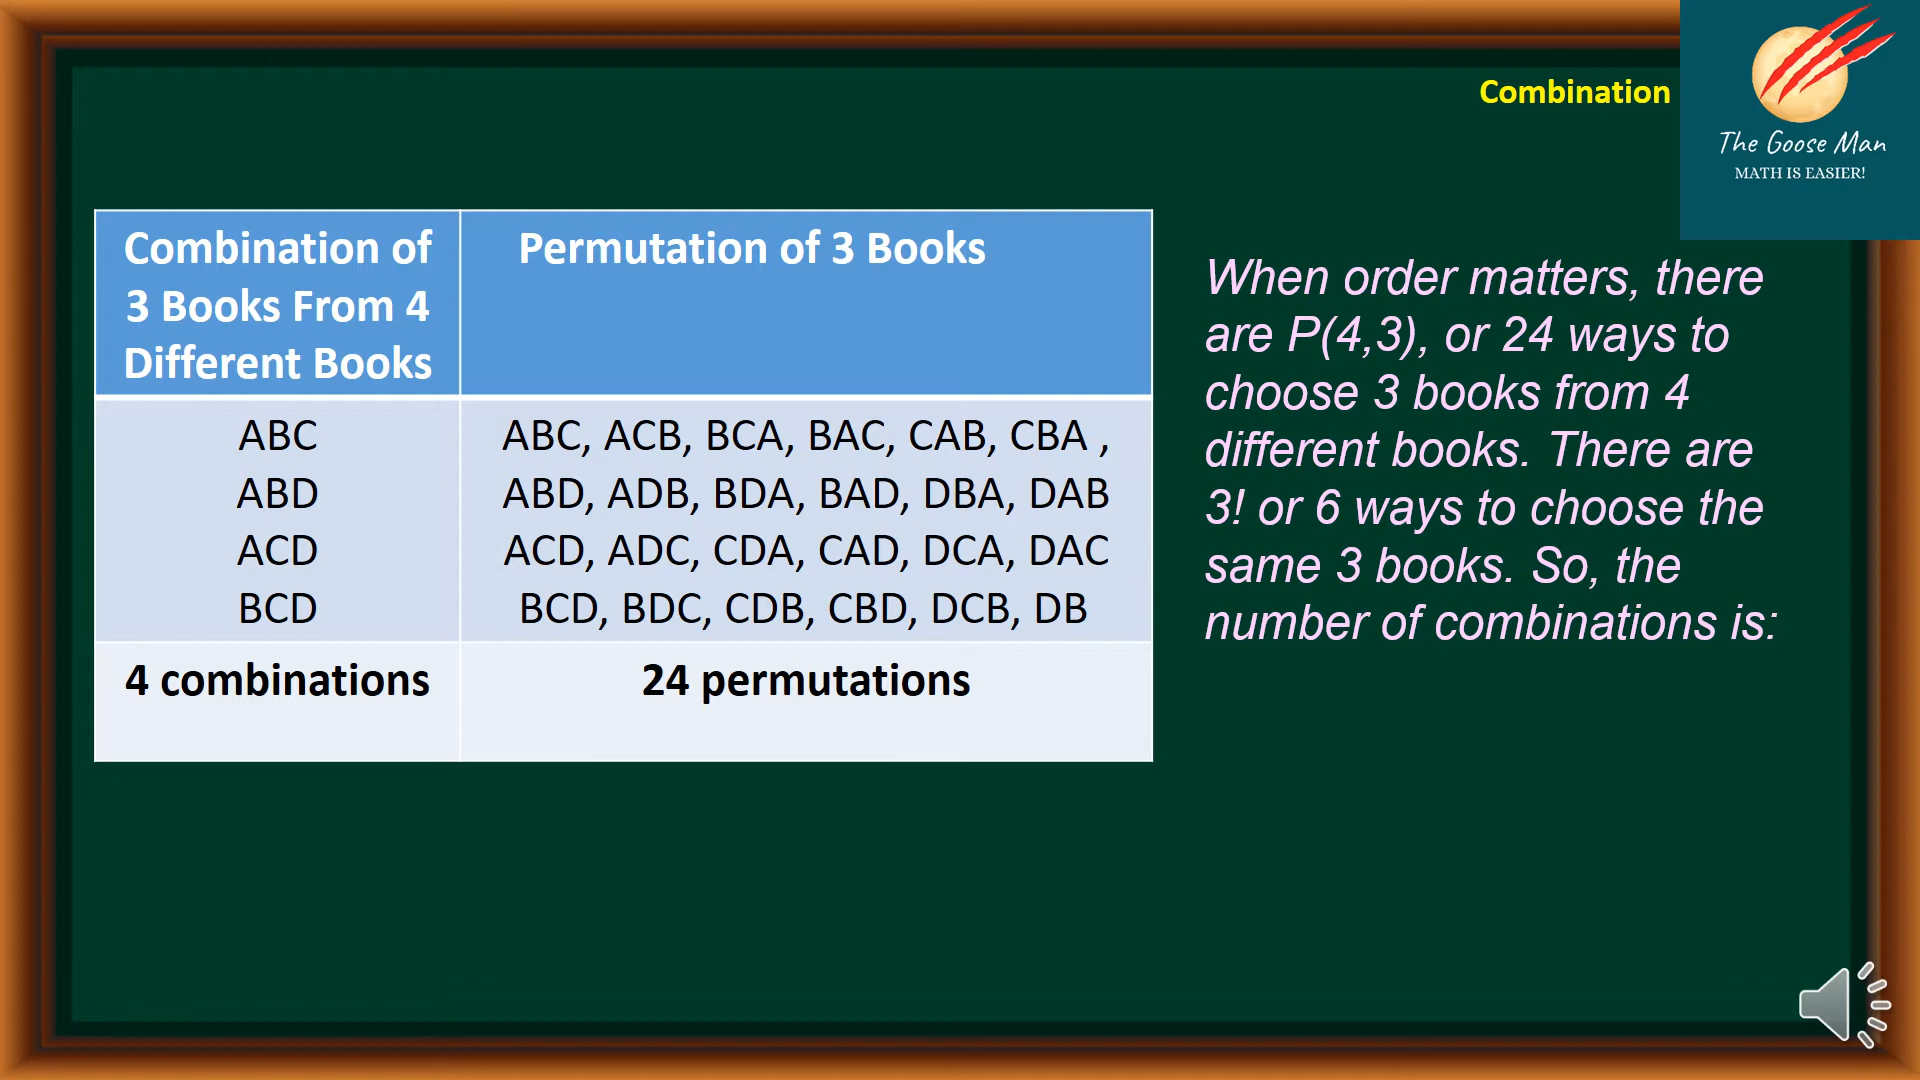 Combination
The Goose Man
MATH IS EASIER!
Combination of
3 Books From 4
Different Books
Permutation of 3 Books
ABC
ABC, ACB, BCA, BAC, CAB, CBA ,
ABD
ABD, ADB, BDA, BAD, DBA, DAB
ACD
ACD, ADC, CDA, CAD, DCA, DAC
BCD
BCD, BDC, CDB, CBD, DCB, DB
4 combinations
24 permutations
When order matters, there
are P(4,3), or 24 ways to
choose 3 books from 4
different books. There are
3! or 6 ways to choose the
same 3 books. So, the
number of combinations is: